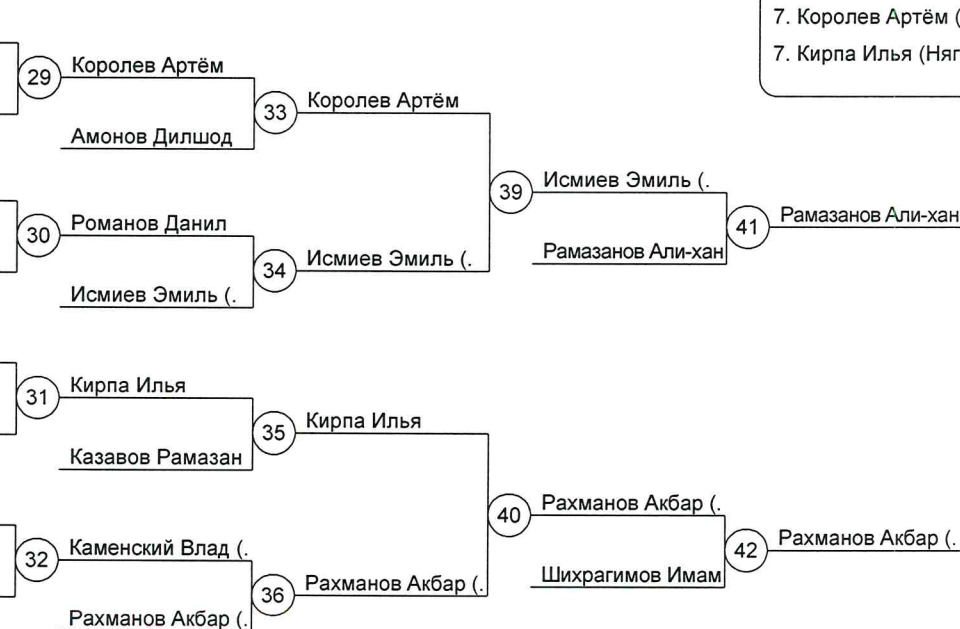 7. Королев Артём (
7. Кирпа Илья (Няг
29
Королев Артём
Амонов Дилшод
33
Королев Артём
30
Романов Данил
Исмиев Эмиль (.
34
Исмиев Эмиль (.
39
Исмиев Эмиль (.
Рамазанов Али-хан
41
Рамазанов Али-хан
31
Кирпа Илья
Казавов Рамазан
35
Кирпа Илья
32
Каменский Влад (.
Рахманов Акбар (.
36
Рахманов Акбар (.
40
Рахманов Акбар (.
Шихрагимов Имам
42
Рахманов Акбар (.